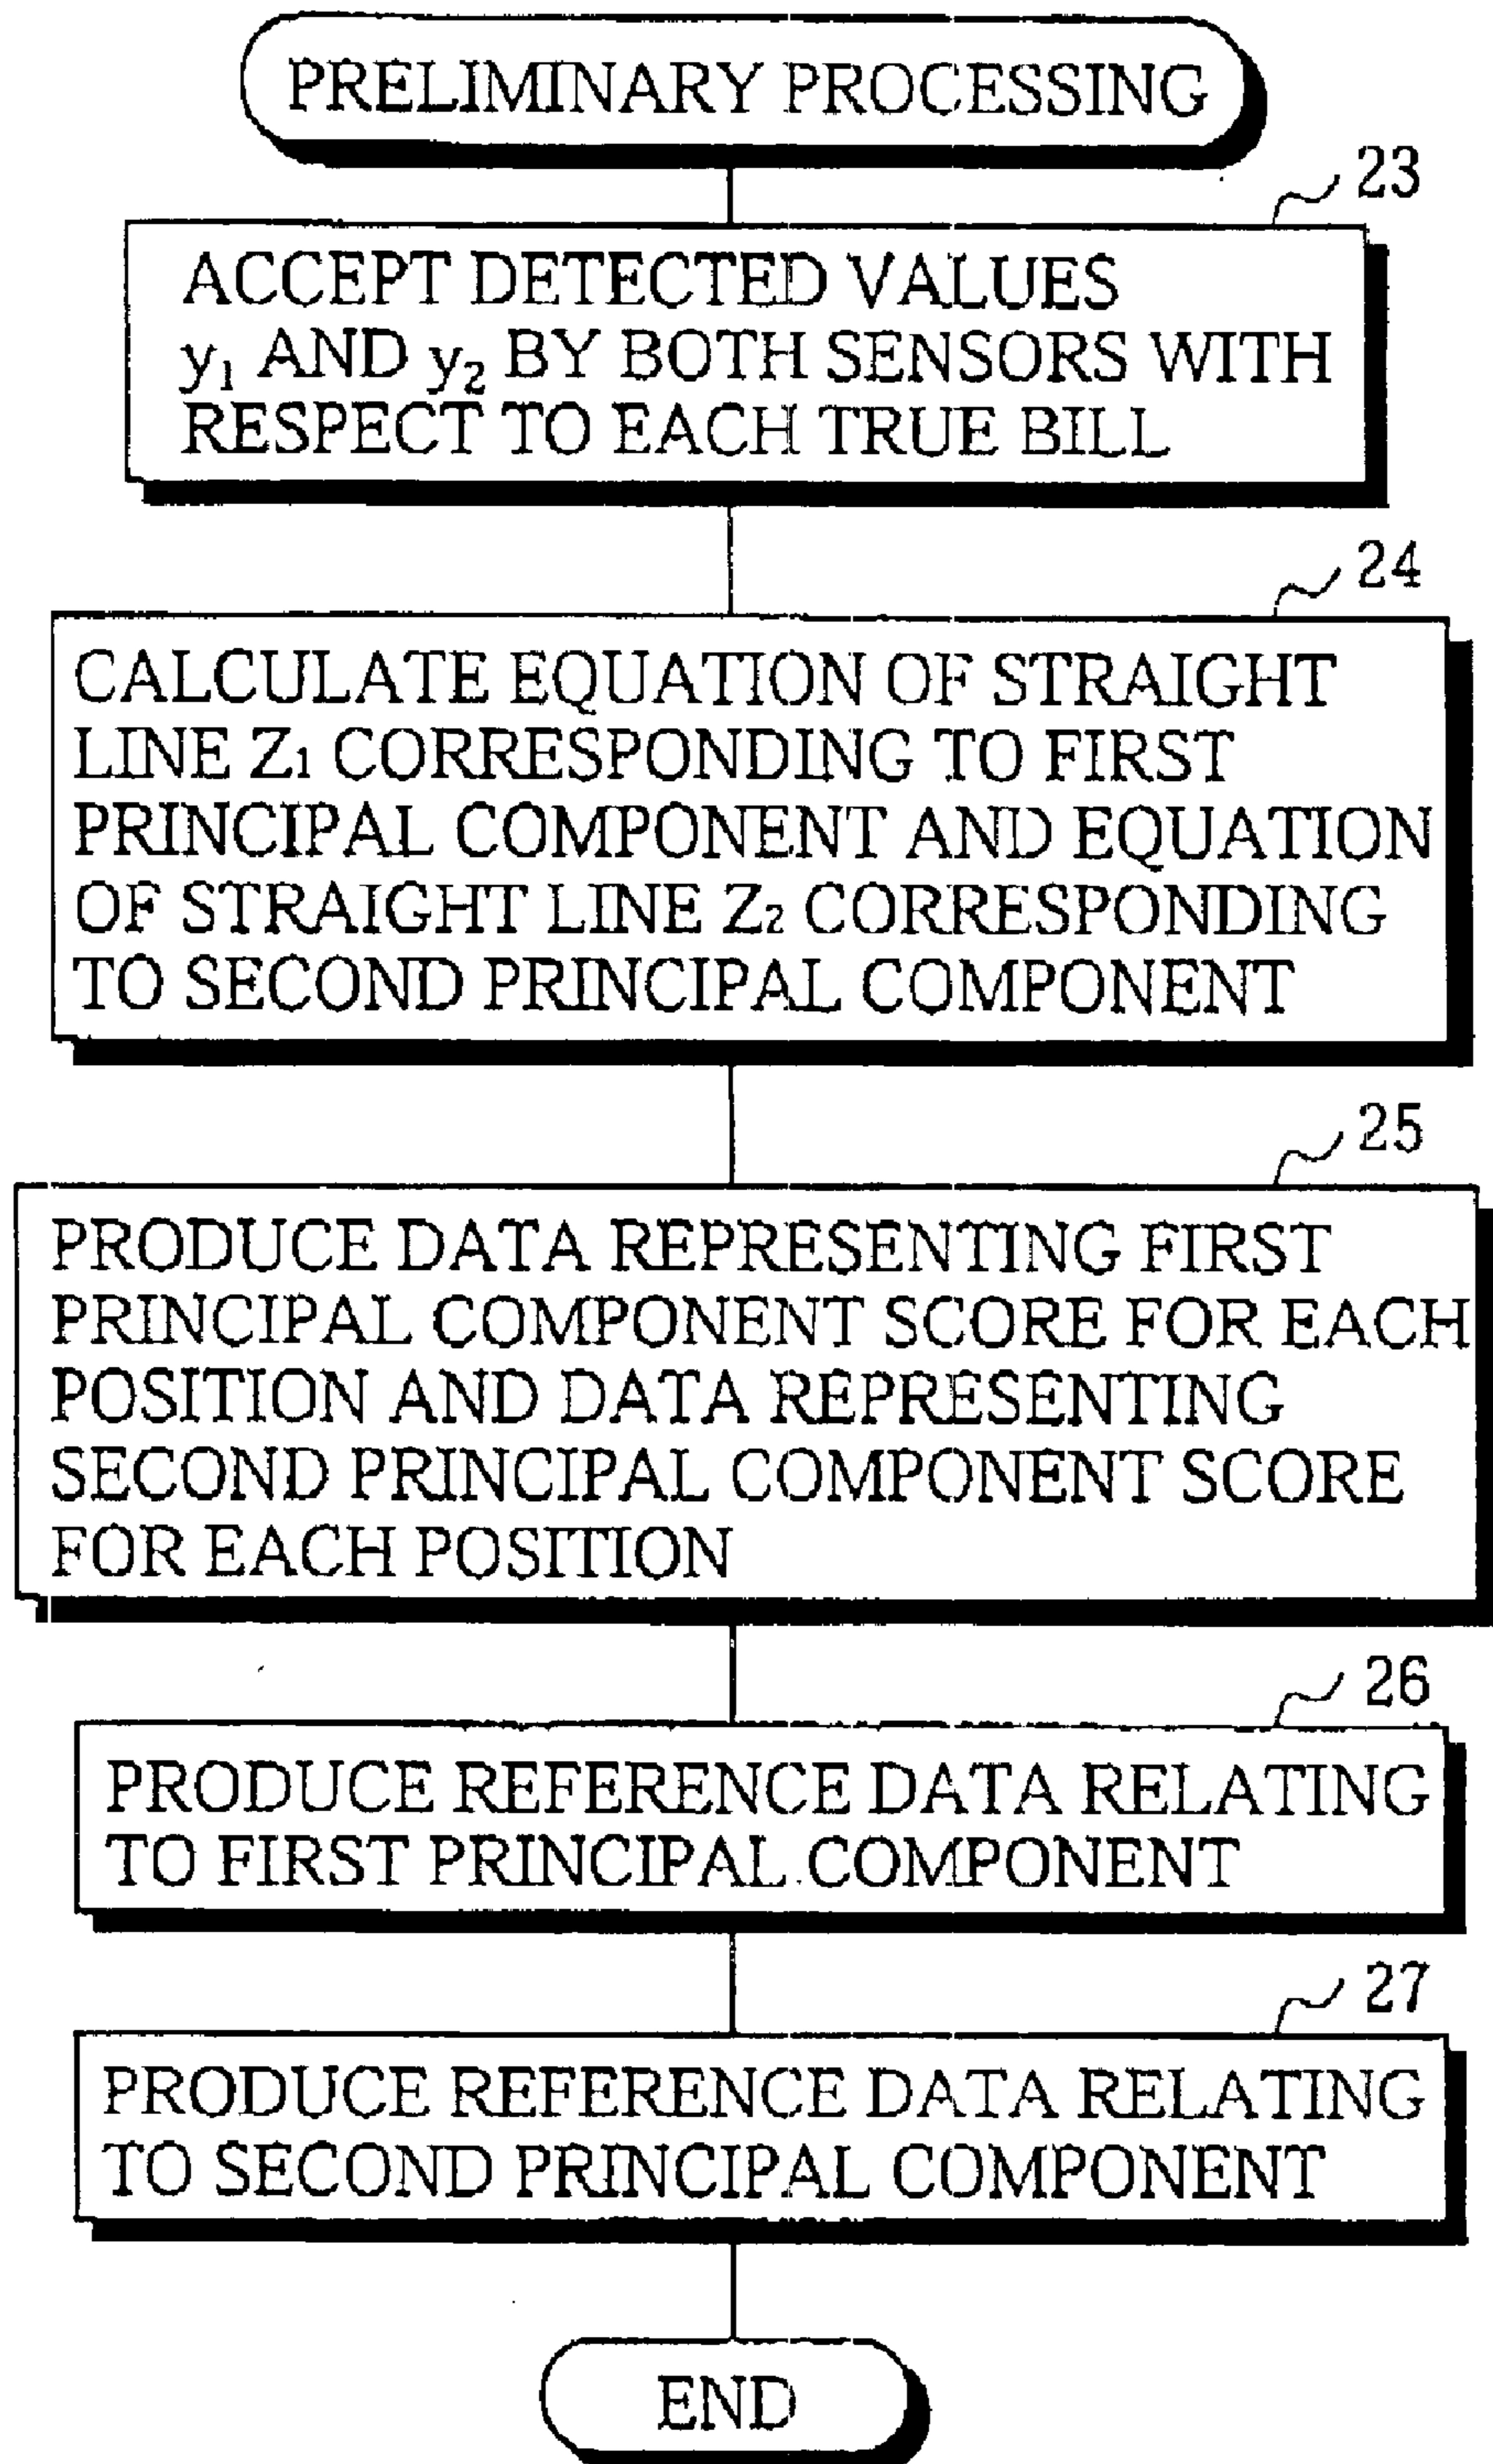 PRELIMINARY PROCESSING
23
ACCEPT DETECTED VALUES
y₁ AND y₂ BY BOTH SENSORS WITH
RESPECT TO EACH TRUE BILL
24
CALCULATE EQUATION OF STRAIGHT
LINE Z₁ CORRESPONDING TO FIRST
PRINCIPAL COMPONENT AND EQUATION
OF STRAIGHT LINE Z₂ CORRESPONDING
TO SECOND PRINCIPAL COMPONENT
25
PRODUCE DATA REPRESENTING FIRST
PRINCIPAL COMPONENT SCORE FOR EACH
POSITION AND DATA REPRESENTING
SECOND PRINCIPAL COMPONENT SCORE
FOR EACH POSITION
26
PRODUCE REFERENCE DATA RELATING
TO FIRST PRINCIPAL COMPONENT
27
PRODUCE REFERENCE DATA RELATING
TO SECOND PRINCIPAL COMPONENT
END